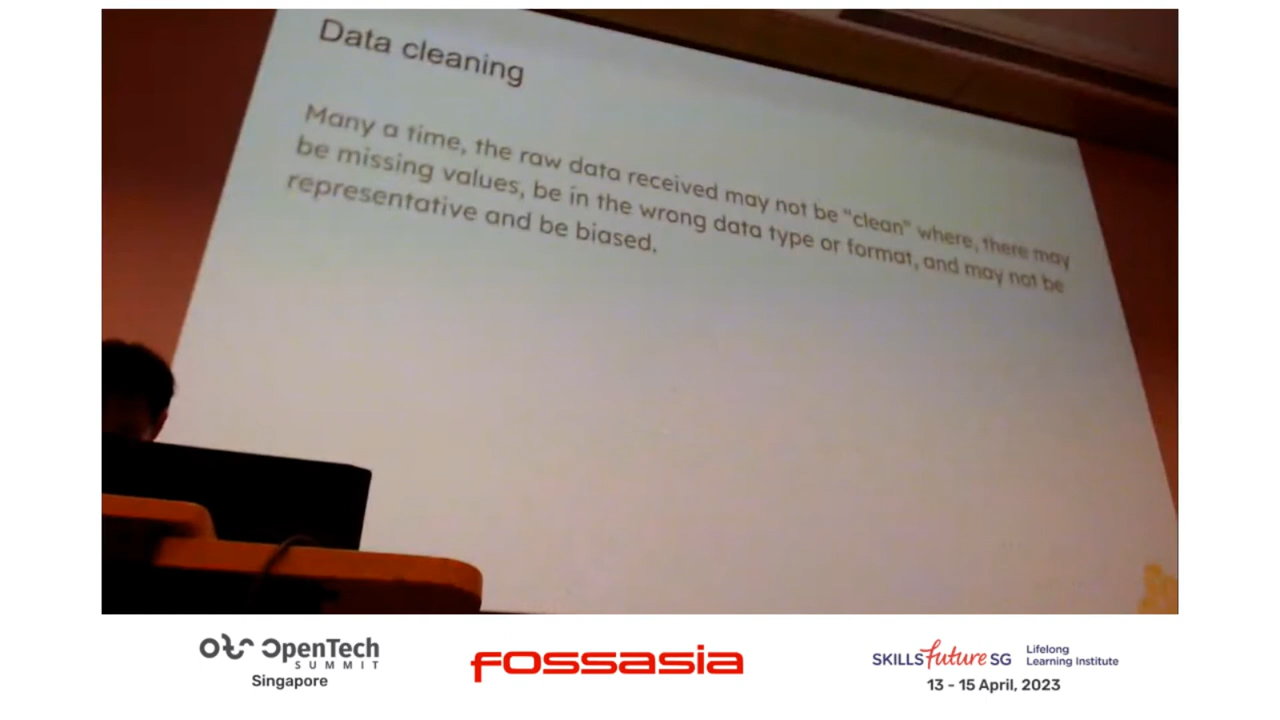 Data cleaning
Many a time, the raw data received may not be "clean" where, there may
be missing values, be in the wrong data type or format, and may not be
representative and be biased.
OpenTech
SUMMIT
Singapore
fossasia
SKILLS future SG
Lifelong
Learning Institute
13 - 15 April, 2023